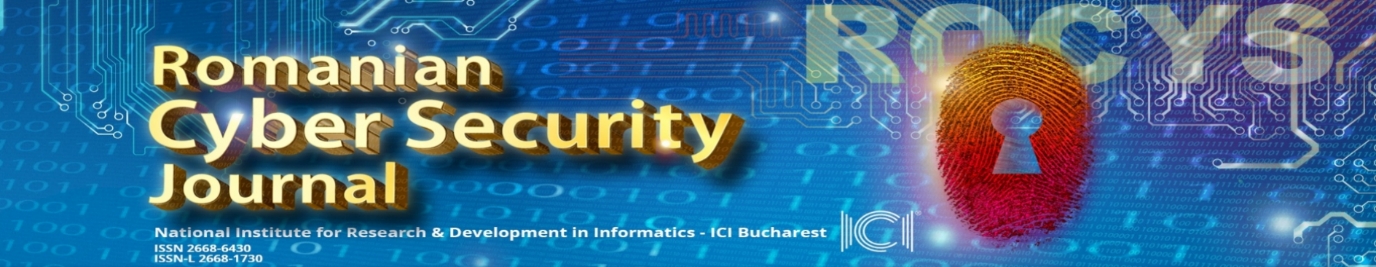 ROCYS
Romanian
Cyber Security
Journal
National Institute for Research & Development in Informatics - ICI Bucharest
ICI
ISSN 2668-6430
ISSN-L 2668-1730